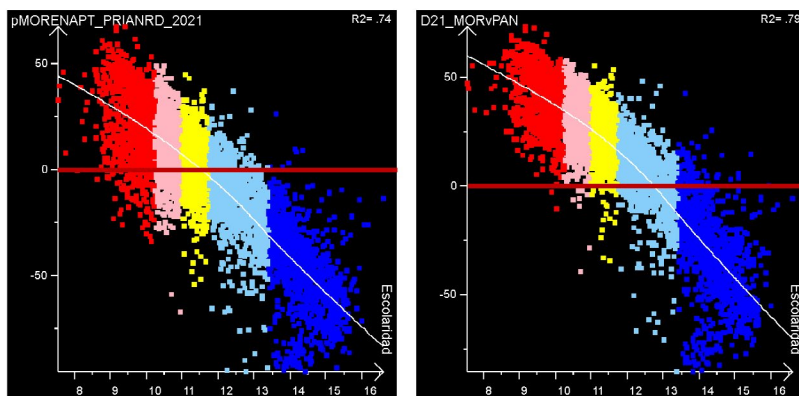 pMORENAPT_PRIANRD_2021
R2= .74
50
0
-50
Escolaridad
8 9 10 11 12 13 14 15 16
D21_MORvPAN
R2= .79
50
0
-50
Escolaridad
8 9 10 11 12 13 14 15 16